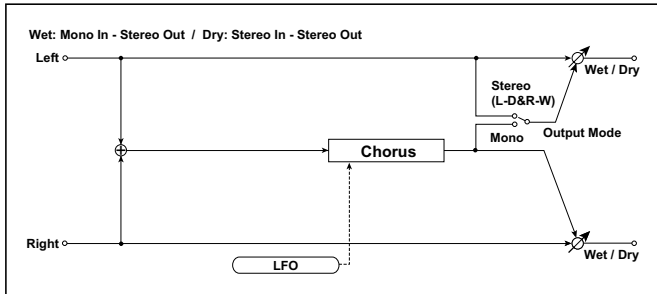 Wet: Mono In - Stereo Out / Dry: Stereo In - Stereo Out
Left
Wet / Dry
Stereo
(L-D&R-W)
Output Mode
Mono
Chorus
Right
LFO
Wet / Dry